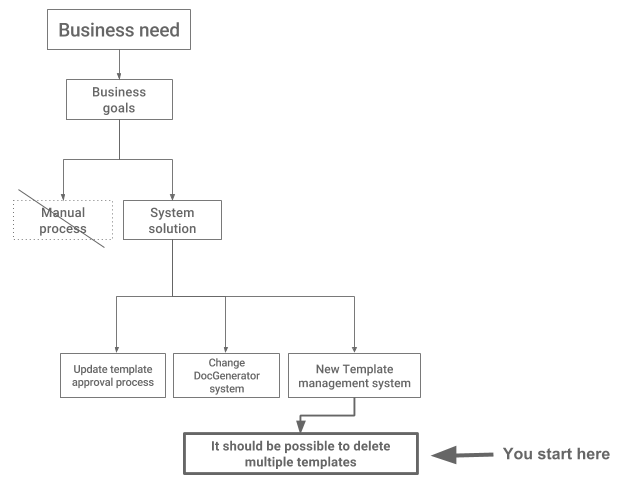 Business need
Business
goals
Manual
process
System
solution
Update template
approval process
Change
DocGenerator
system
New Template
management system
It should be possible to delete
multiple templates
You start here